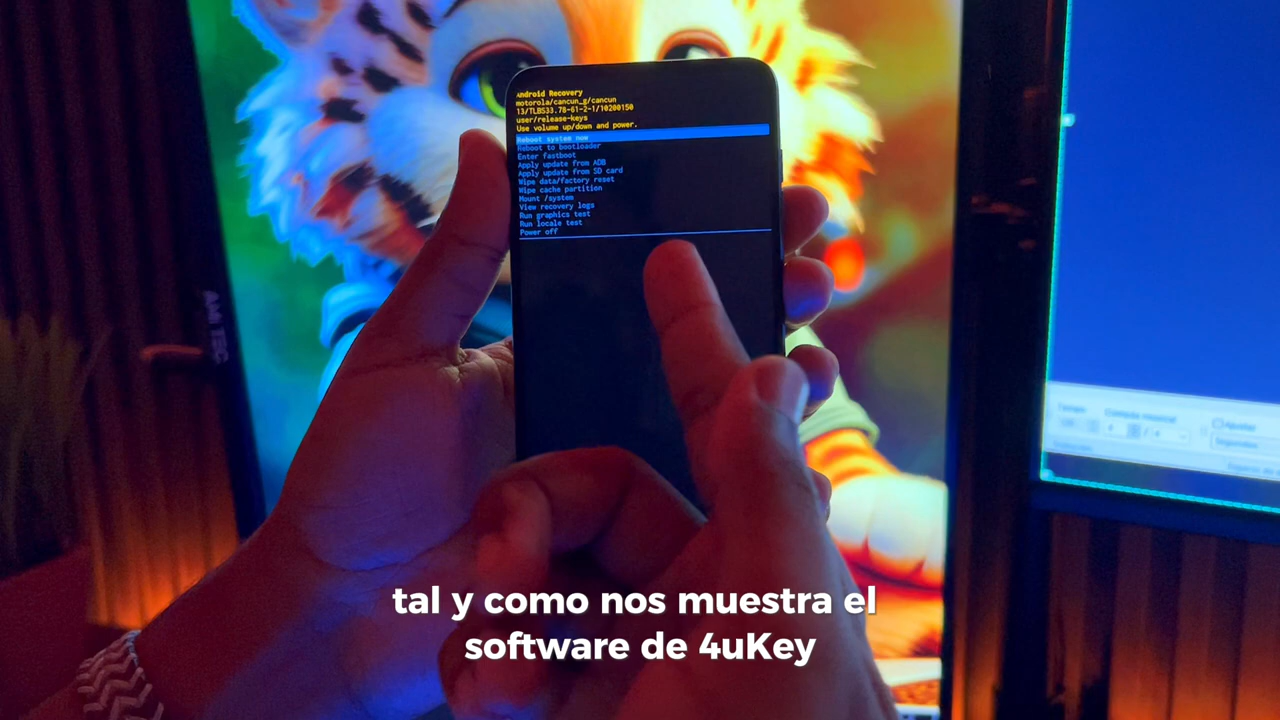 Android Recovery
motorola/cancun_g/cancun
13/TLBS33.78-61-2-1/10200150
user/release-keys
Use volume up/down and power.
Reboot system now
Reboot to bootloader
Enter fastboot
Apply update from ADB
Apply update from SD card
Wipe data/factory reset
Wipe cache partition
Mount /system
View recovery logs
Run graphics test
Run locale test
Power off
tal y como nos muestra el
software de 4uKey